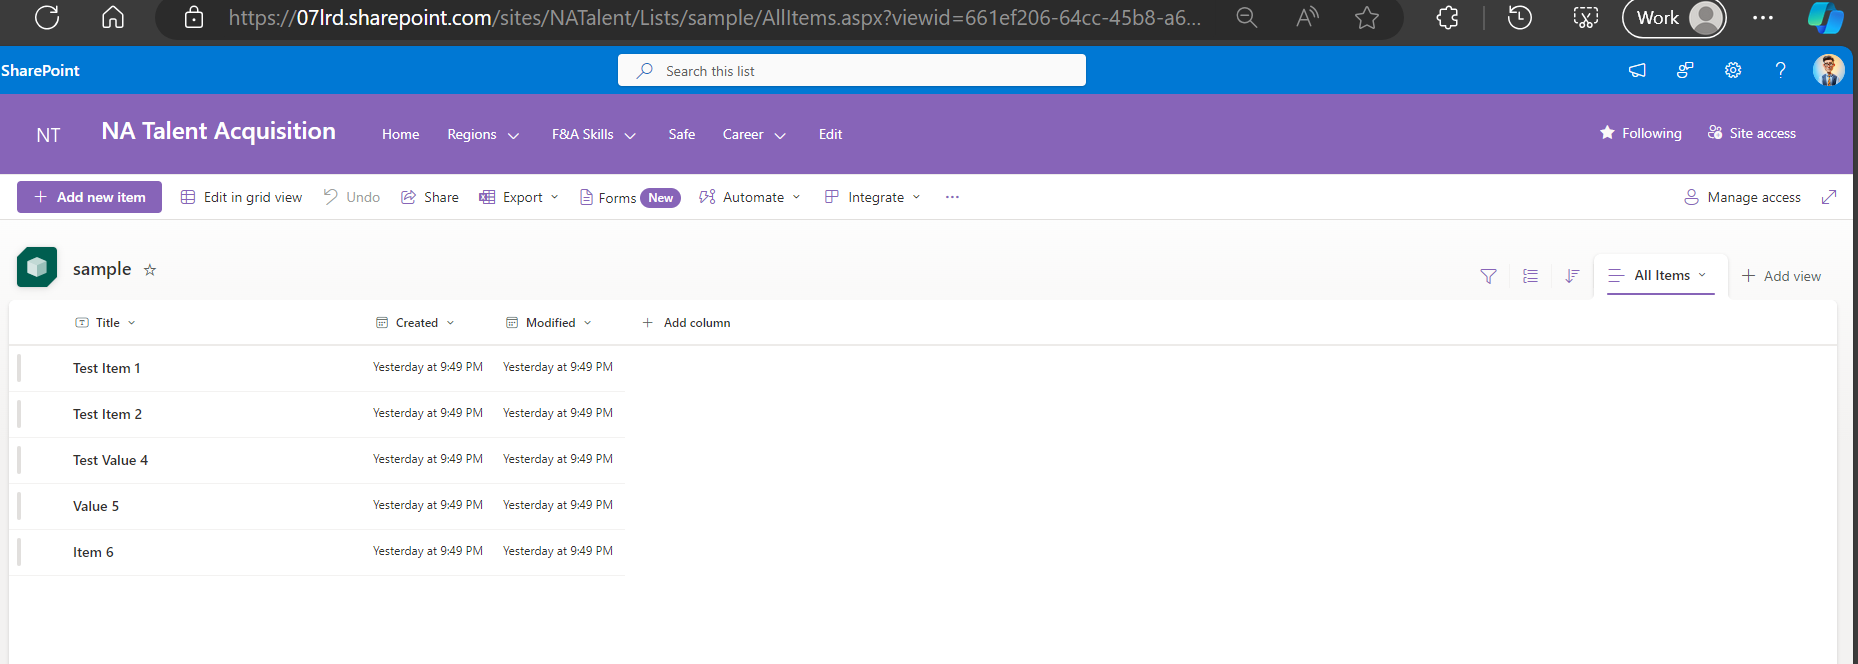 https://07lrd.sharepoint.com/sites/NATalent/Lists/sample/AllItems.aspx?viewid=661ef206-64cc-45b8-a6... Work
SharePoint Search this list
NT NA Talent Acquisition Home Regions F&A Skills Safe Career Edit Following Site access
Add new item Edit in grid view Undo Share Export Forms New Automate Integrate ... Manage access
sample All Items Add view
Title Created Modified Add column
Test Item 1 Yesterday at 9:49 PM Yesterday at 9:49 PM
Test Item 2 Yesterday at 9:49 PM Yesterday at 9:49 PM
Test Value 4 Yesterday at 9:49 PM Yesterday at 9:49 PM
Value 5 Yesterday at 9:49 PM Yesterday at 9:49 PM
Item 6 Yesterday at 9:49 PM Yesterday at 9:49 PM